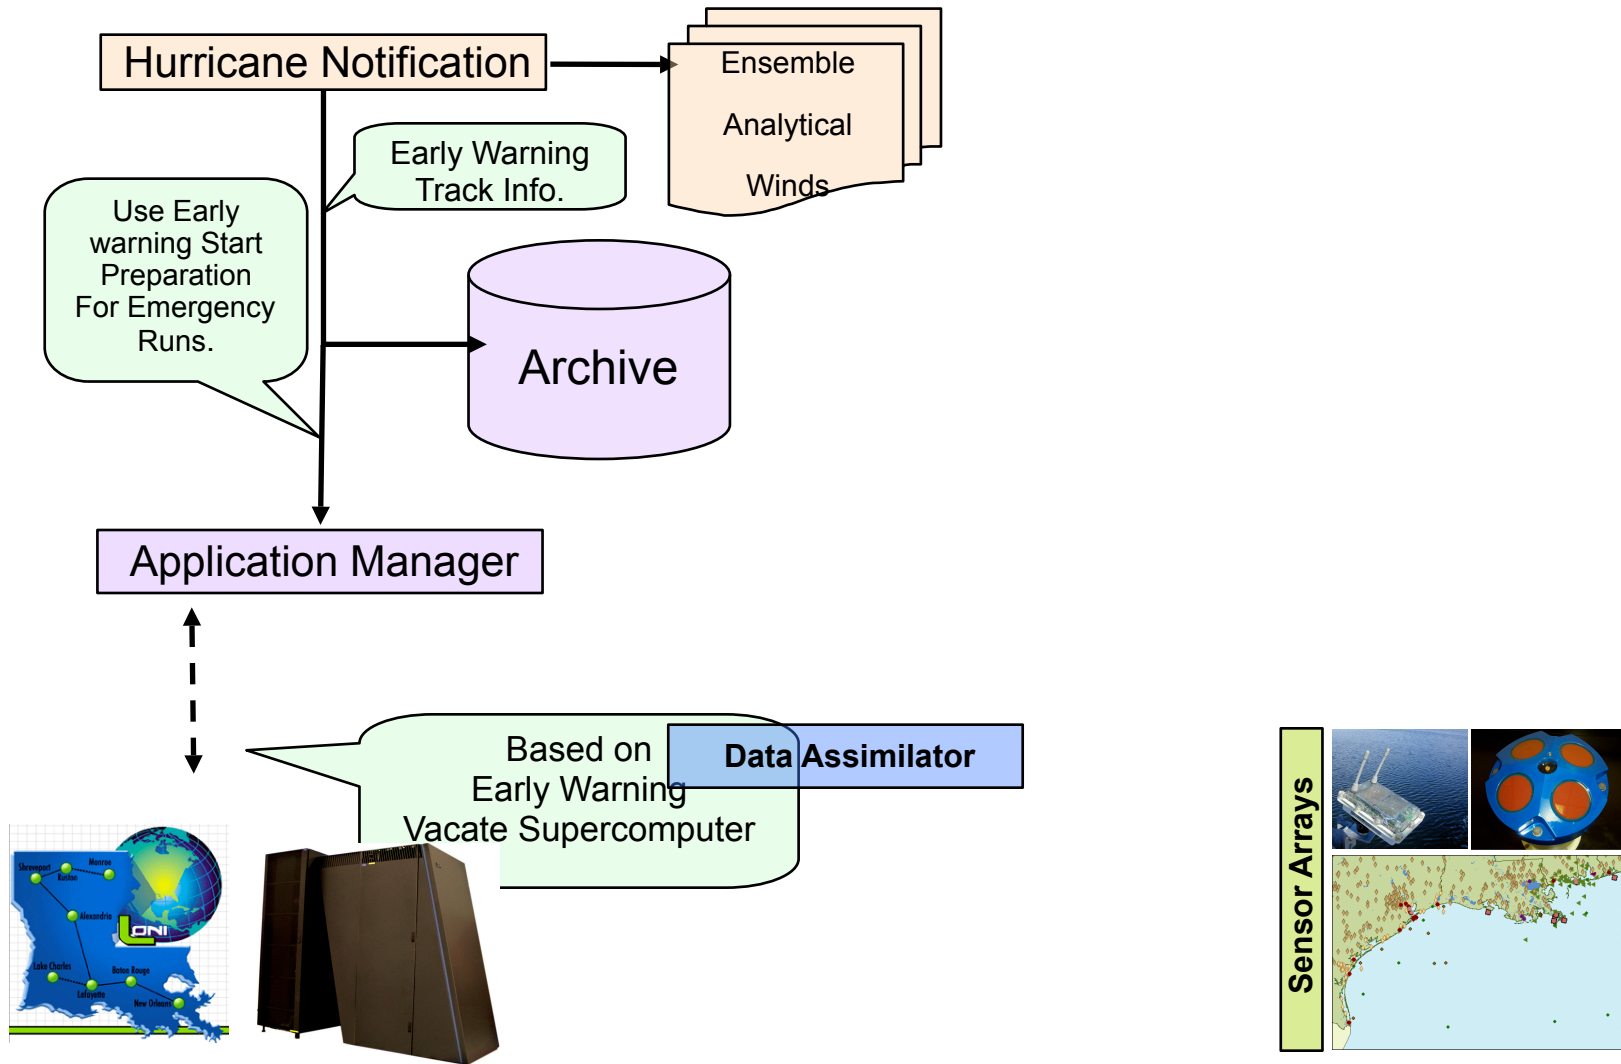 Hurricane Notification
Ensemble
Analytical
Winds
Early Warning
Track Info.
Use Early
warning Start
Preparation
For Emergency
Runs.
Archive
Application Manager
Based on
Early Warning
Vacate Supercomputer
Data Assimilator
Sensor Arrays
Shreveport
Ruston
Monroe
Alexandria
LONI
Lake Charles
Lafayette
Baton Rouge
New Orleans